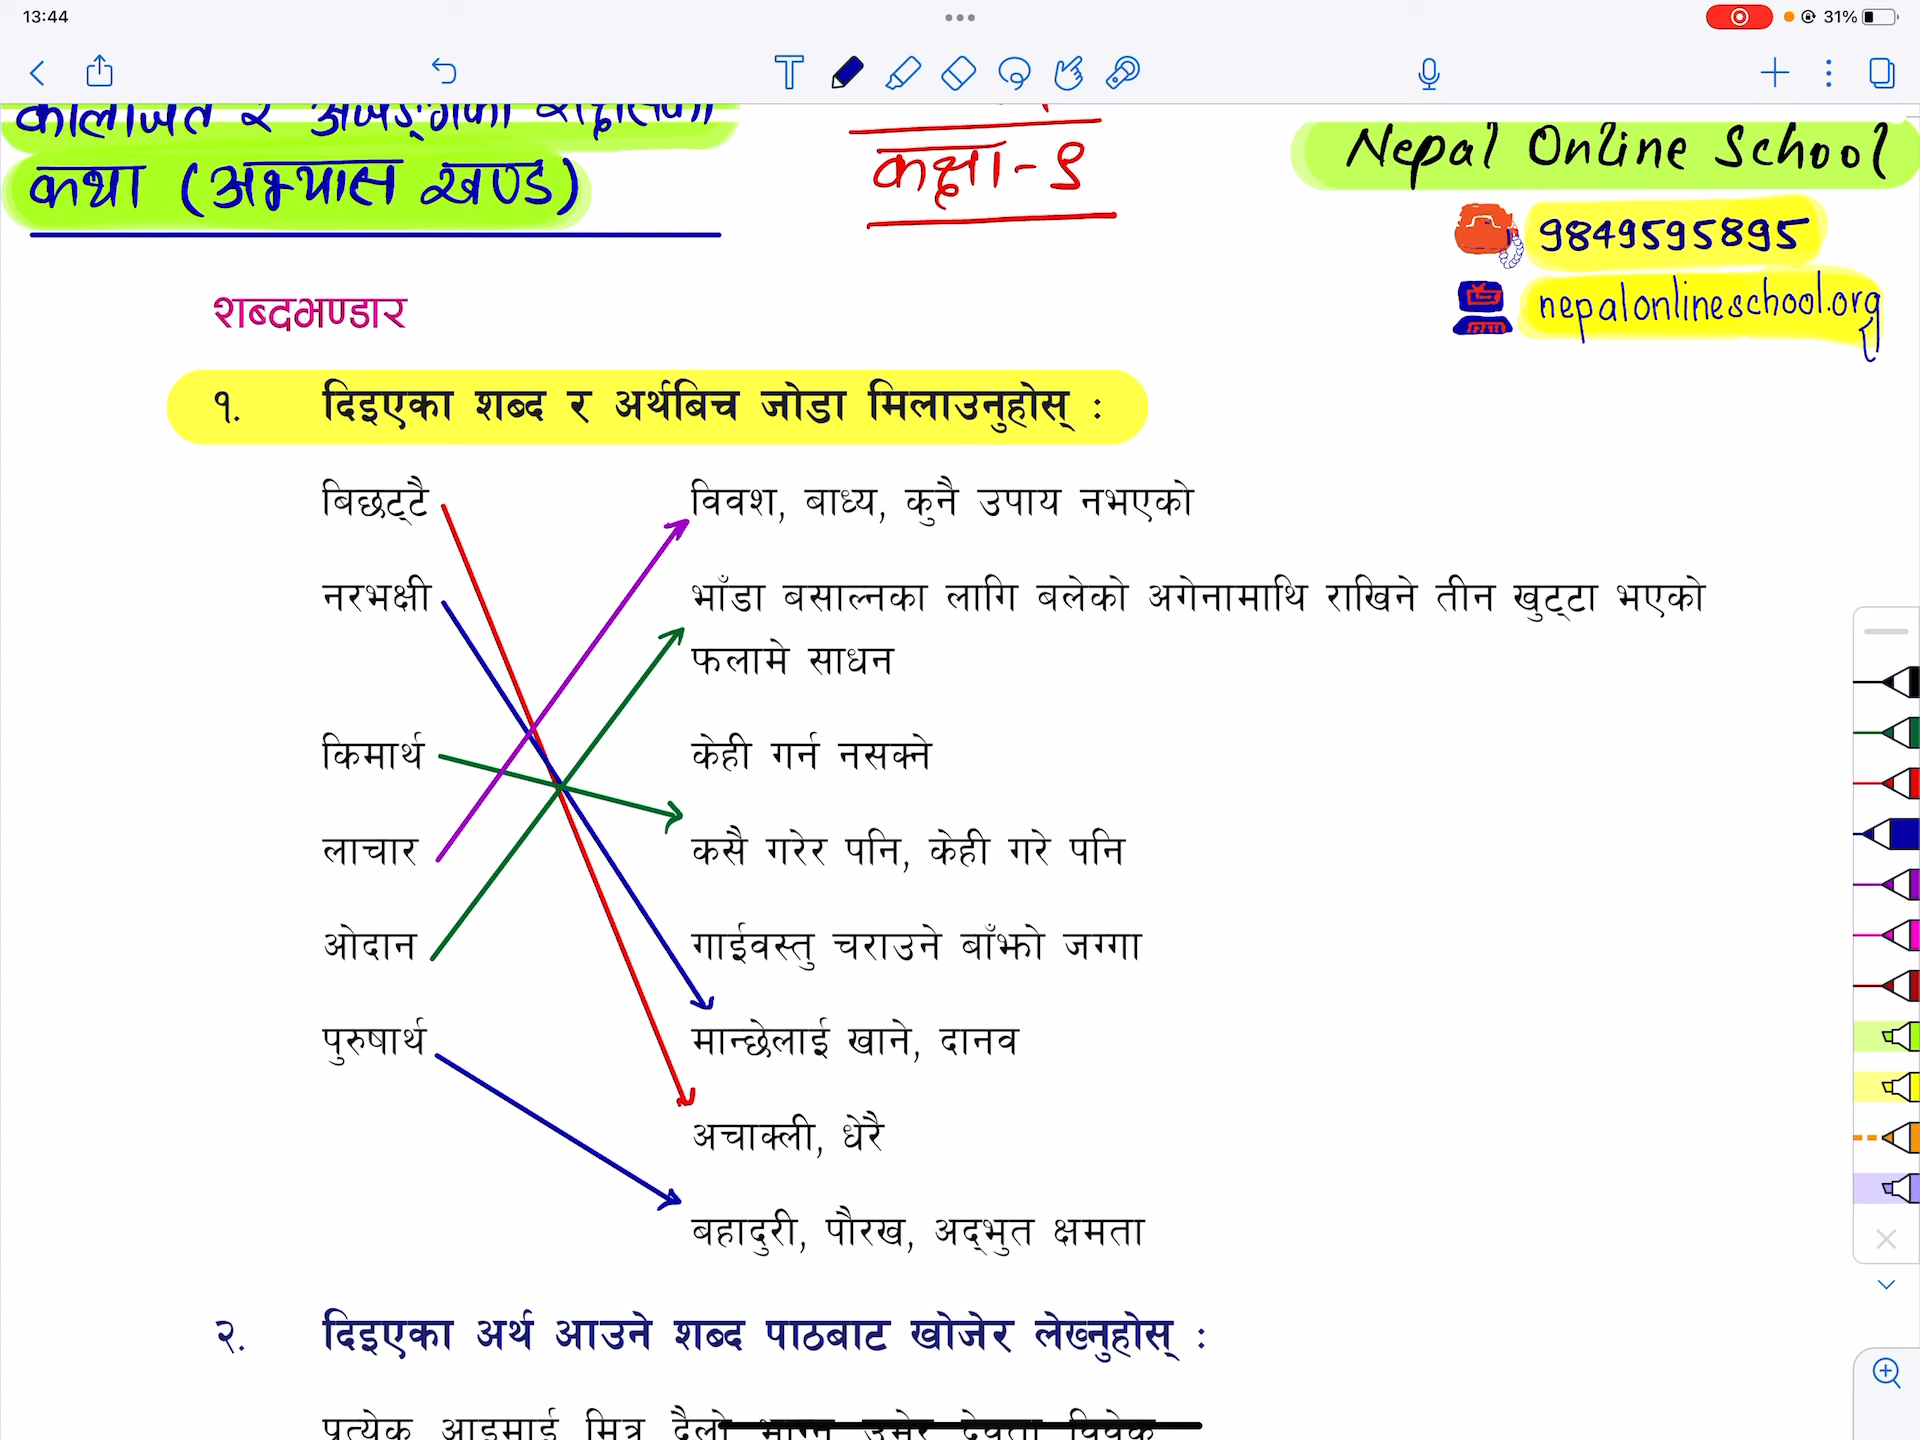 13:44
31%
कथा (अभ्यास खण्ड)
कक्षा-९
Nepal Online School
9849595895
nepalonlineschool.org
शब्दभण्डार
१. दिइएका शब्द र अर्थबिच जोडा मिलाउनुहोस् :
बिछट्टै विवश, बाध्य, कुनै उपाय नभएको
नरभक्षी भाँडा बसाल्नका लागि बलेको अगेनामाथि राखिने तीन खुट्टा भएको
फलामे साधन
किमार्थ केही गर्न नसक्ने
लाचार कसै गरेर पनि, केही गरे पनि
ओदान गाईवस्तु चराउने बाँझो जग्गा
पुरुषार्थ मान्छेलाई खाने, दानव
अचाक्ली, धेरै
बहादुरी, पौरख, अद्भुत क्षमता
२. दिइएका अर्थ आउने शब्द पाठबाट खोजेर लेख्नुहोस् :
प्रत्येक आइमाई मित्र दैलो